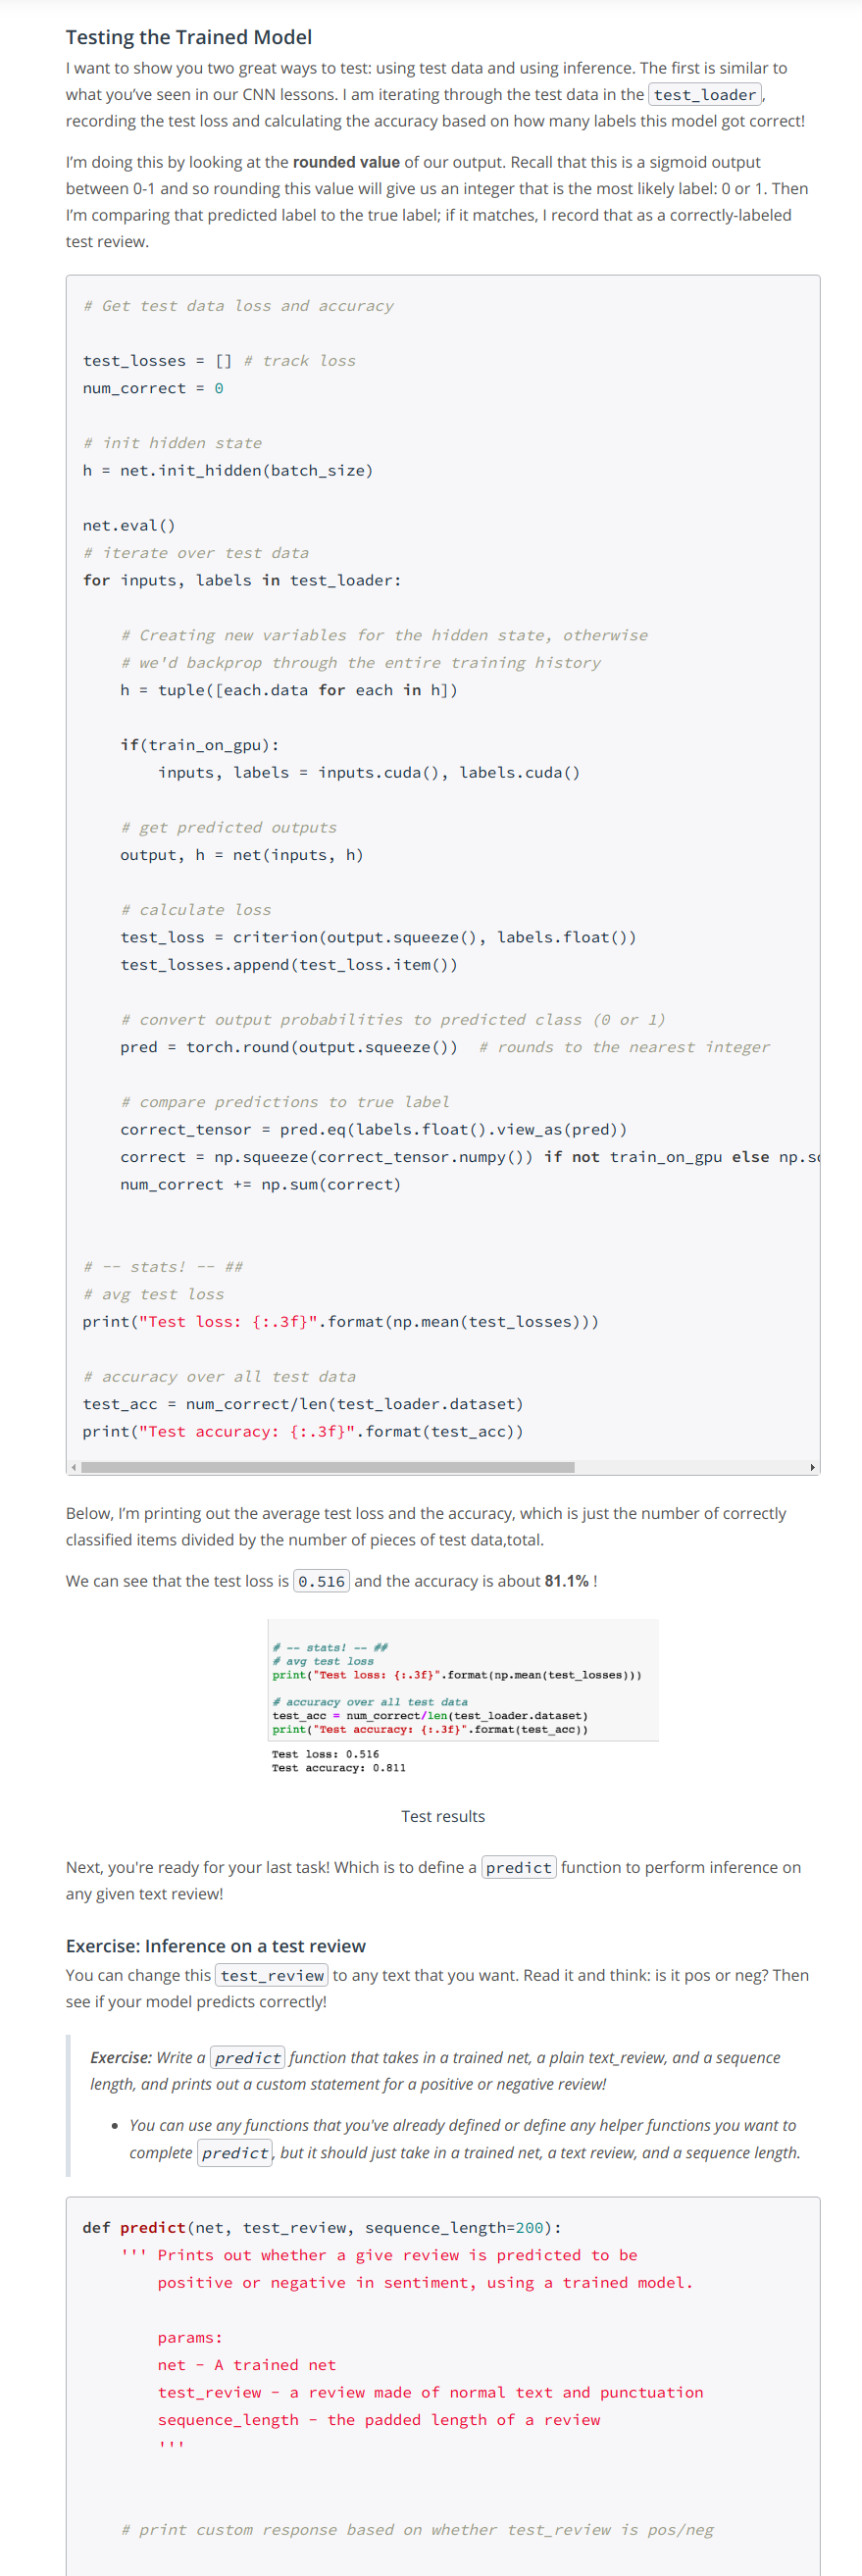 Testing the Trained Model
I want to show you two great ways to test: using test data and using inference. The first is similar to
what you've seen in our CNN lessons. I am iterating through the test data in the test_loader,
recording the test loss and calculating the accuracy based on how many labels this model got correct!
I'm doing this by looking at the rounded value of our output. Recall that this is a sigmoid output
between 0-1 and so rounding this value will give us an integer that is the most likely label: 0 or 1. Then
I'm comparing that predicted label to the true label; if it matches, I record that as a correctly-labeled
test review.
# Get test data loss and accuracy
test_losses = [] # track loss
num_correct = 0
# init hidden state
h = net.init_hidden(batch_size)
net.eval()
# iterate over test data
for inputs, labels in test_loader:
# Creating new variables for the hidden state, otherwise
# we'd backprop through the entire training history
h = tuple([each.data for each in h])
if(train_on_gpu):
inputs, labels = inputs.cuda(), labels.cuda()
# get predicted outputs
output, h = net(inputs, h)
# calculate loss
test_loss = criterion(output.squeeze(), labels.float())
test_losses.append(test_loss.item())
# convert output probabilities to predicted class (0 or 1)
pred = torch.round(output.squeeze())  # rounds to the nearest integer
# compare predictions to true label
correct_tensor = pred.eq(labels.float().view_as(pred))
correct = np.squeeze(correct_tensor.numpy()) if not train_on_gpu else
num_correct += np.sum(correct)
# -- stats! -- ##
# avg test loss
print("Test loss: {:.3f}".format(np.mean(test_losses)))
# accuracy over all test data
test_acc = num_correct/len(test_loader.dataset)
print("Test accuracy: {:.3f}".format(test_acc))
Below, I'm printing out the average test loss and the accuracy, which is just the number of correctly
classified items divided by the number of pieces of test data,total.
We can see that the test loss is 0.516 and the accuracy is about 81.1% !
# -- stats! -- ##
# avg test loss
print("Test loss: {:.3f}".format(np.mean(test_losses)))
# accuracy over all test data
test_acc = num_correct/len(test_loader.dataset)
print("Test accuracy: {:.3f}".format(test_acc))
Test loss: 0.516
Test accuracy: 0.811
Test results
Next, you're ready for your last task! Which is to define a predict function to perform inference on
any given text review!
Exercise: Inference on a test review
You can change this test_review to any text that you want. Read it and think: is it pos or neg? Then
see if your model predicts correctly!
Exercise: Write a predict function that takes in a trained net, a plain text_review, and a sequence
length, and prints out a custom statement for a positive or negative review!
• You can use any functions that you've already defined or define any helper functions you want to
complete predict, but it should just take in a trained net, a text review, and a sequence length.
def predict(net, test_review, sequence_length=200):
''' Prints out whether a give review is predicted to be
positive or negative in sentiment, using a trained model.
params:
net - A trained net
test_review - a review made of normal text and punctuation
sequence_length - the padded length of a review
'''
# print custom response based on whether test_review is pos/neg